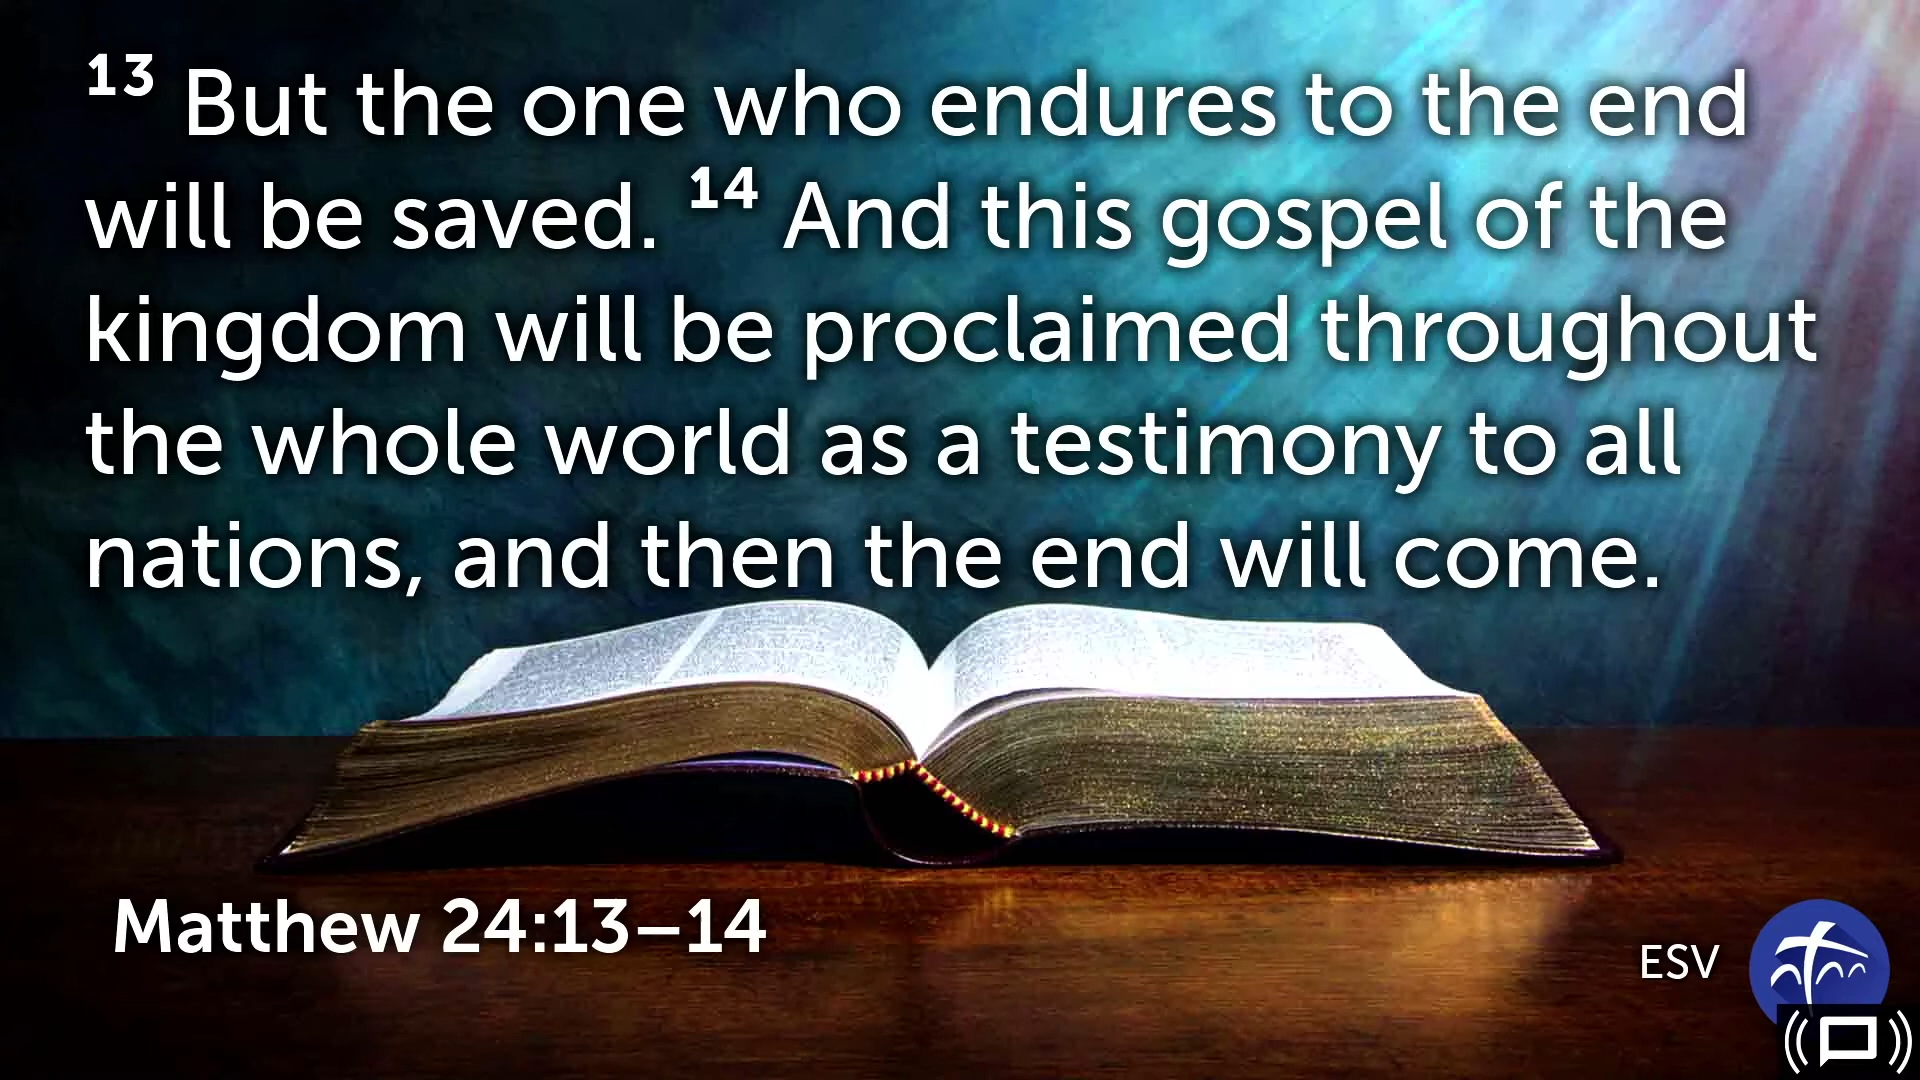 13 But the one who endures to the end
will be saved. 14 And this gospel of the
kingdom will be proclaimed throughout
the whole world as a testimony to all
nations, and then the end will come.
Matthew 24:13–14
ESV